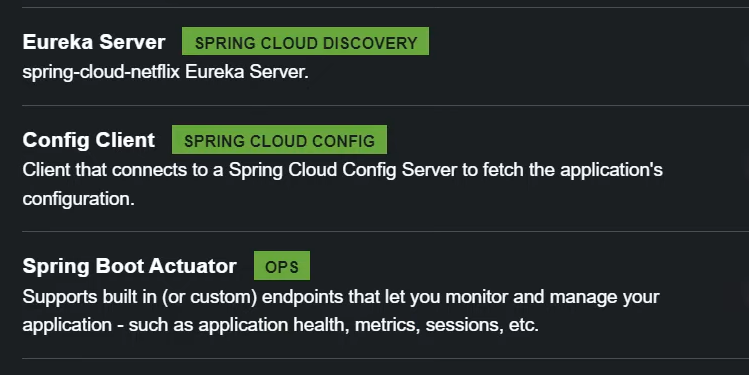 Eureka Server SPRING CLOUD DISCOVERY
spring-cloud-netflix Eureka Server.
Config Client SPRING CLOUD CONFIG
Client that connects to a Spring Cloud Config Server to fetch the application's
configuration.
Spring Boot Actuator OPS
Supports built in (or custom) endpoints that let you monitor and manage your
application - such as application health, metrics, sessions, etc.